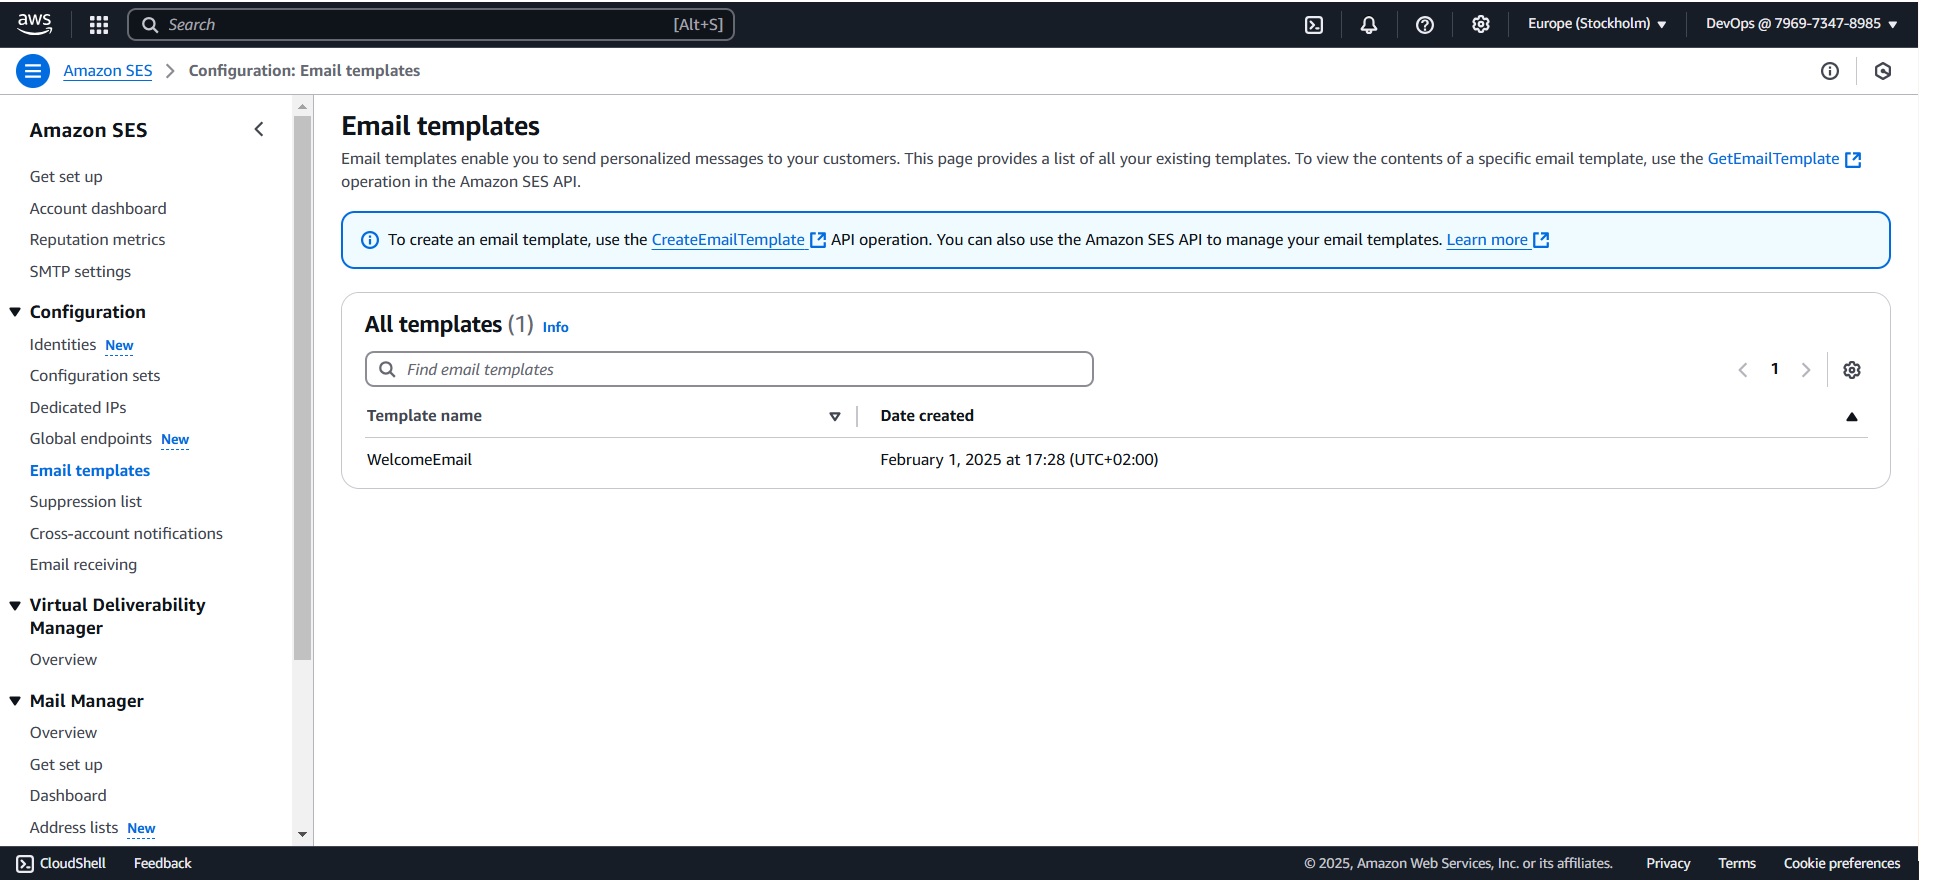 aws
Search [Alt+S]
Europe (Stockholm)
DevOps @ 7969-7347-8985
Amazon SES
Configuration: Email templates
Amazon SES
Get set up
Account dashboard
Reputation metrics
SMTP settings
Configuration
Identities New
Configuration sets
Dedicated IPs
Global endpoints New
Email templates
Suppression list
Cross-account notifications
Email receiving
Virtual Deliverability
Manager
Overview
Mail Manager
Overview
Get set up
Dashboard
Address lists New
Email templates
Email templates enable you to send personalized messages to your customers. This page provides a list of all your existing templates. To view the contents of a specific email template, use the GetEmailTemplate
operation in the Amazon SES API.
To create an email template, use the CreateEmailTemplate API operation. You can also use the Amazon SES API to manage your email templates. Learn more
All templates (1) Info
Find email templates
1
Template name Date created
WelcomeEmail February 1, 2025 at 17:28 (UTC+02:00)
CloudShell Feedback © 2025, Amazon Web Services, Inc. or its affiliates. Privacy Terms Cookie preferences